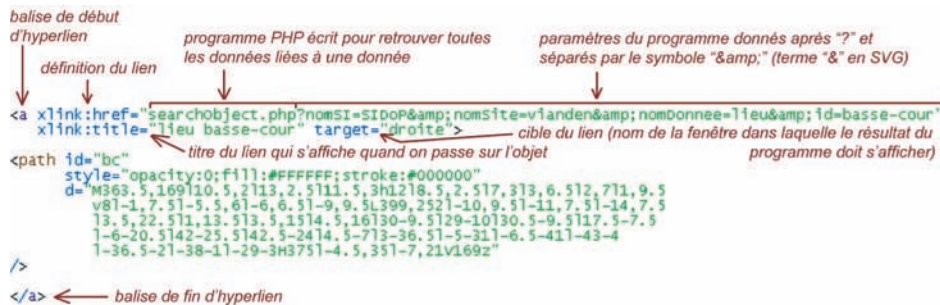 balise de début
d'hyperlien
programme PHP écrit pour retrouver toutes
les données liées à une donnée
paramètres du programme donnés après "?" et
séparés par le symbole "&amp;" (terme "&" en SVG)
définition du lien
<a xlink:href="searchObject.php?nomSI=SIDoP&amp;nomSite=vianden&amp;nomDonnee=lieu&amp;id=basse-cour"
xlink:title="lieu basse-cour" target="droite">
cible du lien (nom de la fenêtre dans laquelle le résultat du
programme doit s'afficher)
titre du lien qui s'affiche quand on passe sur l'objet
<path id="bc"
style="opacity:0;fill:#FFFFFF;stroke:#000000"
d="M363.5,169l10.5,2l13,2.5l11.5,3h12l8.5,2.5l7,3l3,6.5l2,7l1,9.5
v8l-1,7.5l-5.5,6l-6,6.5l-9,9.5L399,252l-10,9.5l-11,7.5l-14,7.5
l3.5,22.5l1,13.5l3.5,15l4.5,16l30-9.5l29-10l30.5-9.5l17.5-7.5
l-6-20.5l42-25.5l42.5-24l4.5-7l3-36.5l-5-31l-6.5-41l-43-4
l-36.5-2l-38-1l-29-3H375l-4.5,35l-7,21V169z"
/>
</a>
balise de fin d'hyperlien